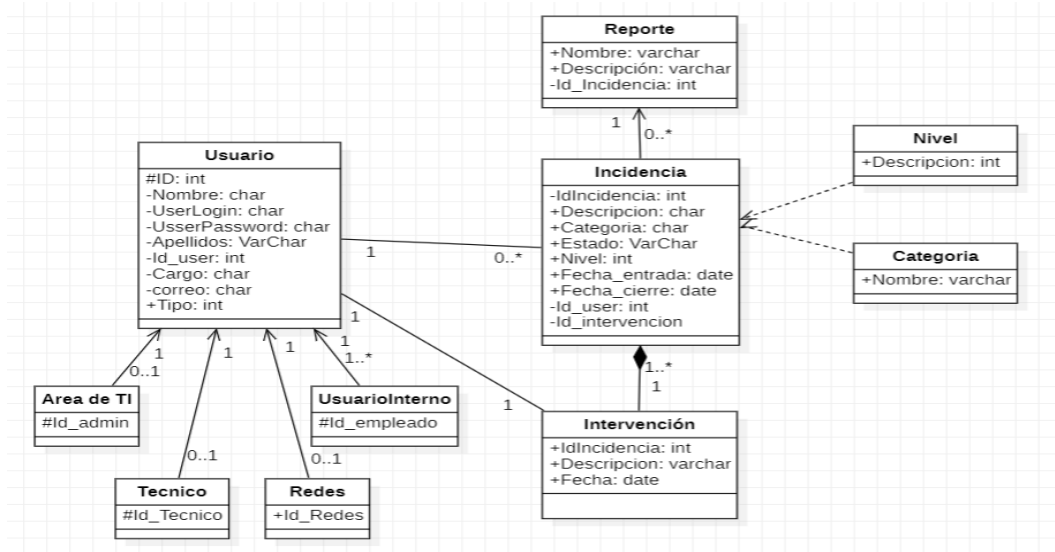 Reporte
+Nombre: varchar
+Descripción: varchar
-Id_Incidencia: int
1
0..*
Nivel
+Descripcion: int
Usuario
#ID: int
-Nombre: char
-UserLogin: char
-UsserPassword: char
-Apellidos: VarChar
-Id_user: int
-Cargo: char
-correo: char
+Tipo: int
1
0..*
Incidencia
-IdIncidencia: int
+Descripcion: char
+Categoria: char
+Estado: VarChar
+Nivel: int
+Fecha_entrada: date
+Fecha_cierre: date
-Id_user: int
-Id_intervencion
Categoria
+Nombre: varchar
1
1
1
0..1
1
1
1
1..*
0..1
0..1
1..*
1
1
Area de TI
#Id_admin
UsuarioInterno
#Id_empleado
Intervención
+IdIncidencia: int
+Descripcion: varchar
+Fecha: date
Tecnico
#Id_Tecnico
Redes
+Id_Redes